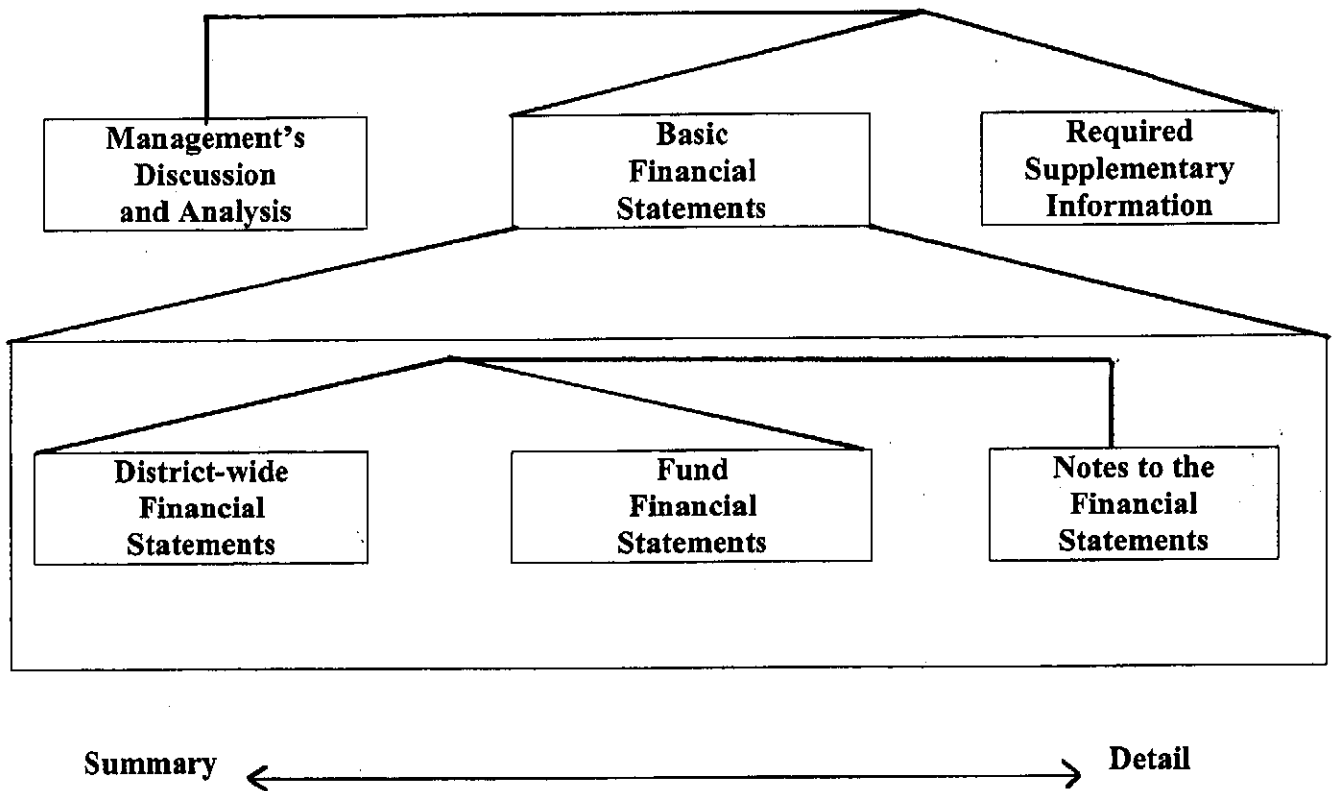 Management's
Discussion
and Analysis
Basic
Financial
Statements
Required
Supplementary
Information
District-wide
Financial
Statements
Fund
Financial
Statements
Notes to the
Financial
Statements
Summary
Detail